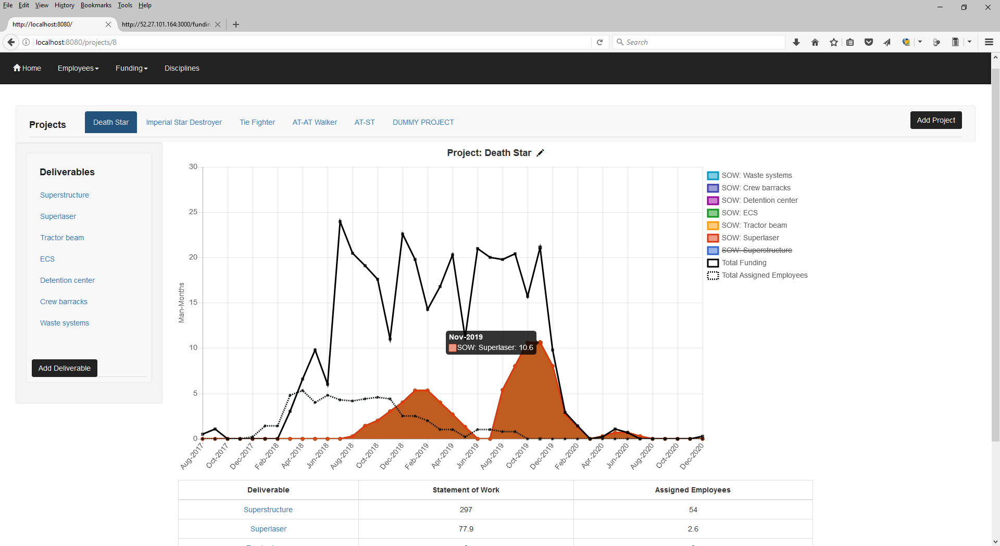 File Edit View History Bookmarks Tools Help
http://localhost:8080/ http://52.27.101.164:3000/fundin
localhost:8080/projects/8 Search
Home Employees Funding Disciplines
Projects Death Star Imperial Star Destroyer Tie Fighter AT-AT Walker AT-ST DUMMY PROJECT Add Project
Deliverables
Superstructure
Superlaser
Tractor beam
ECS
Detention center
Crew barracks
Waste systems
Add Deliverable
Project: Death Star
30
25
20
15
10
5
0
Man-Months
Nov-2019
SOW: Superlaser: 10.6
Aug-2017 Oct-2017 Dec-2017 Feb-2018 Apr-2018 Jun-2018 Aug-2018 Oct-2018 Dec-2018 Feb-2019 Apr-2019 Jun-2019 Aug-2019 Oct-2019 Dec-2019 Feb-2020 Apr-2020 Jun-2020 Aug-2020 Oct-2020 Dec-2020
SOW: Waste systems
SOW: Crew barracks
SOW: Detention center
SOW: ECS
SOW: Tractor beam
SOW: Superlaser
SOW: Superstructure
Total Funding
Total Assigned Employees
Deliverable Statement of Work Assigned Employees
Superstructure 297 54
Superlaser 77.9 2.6